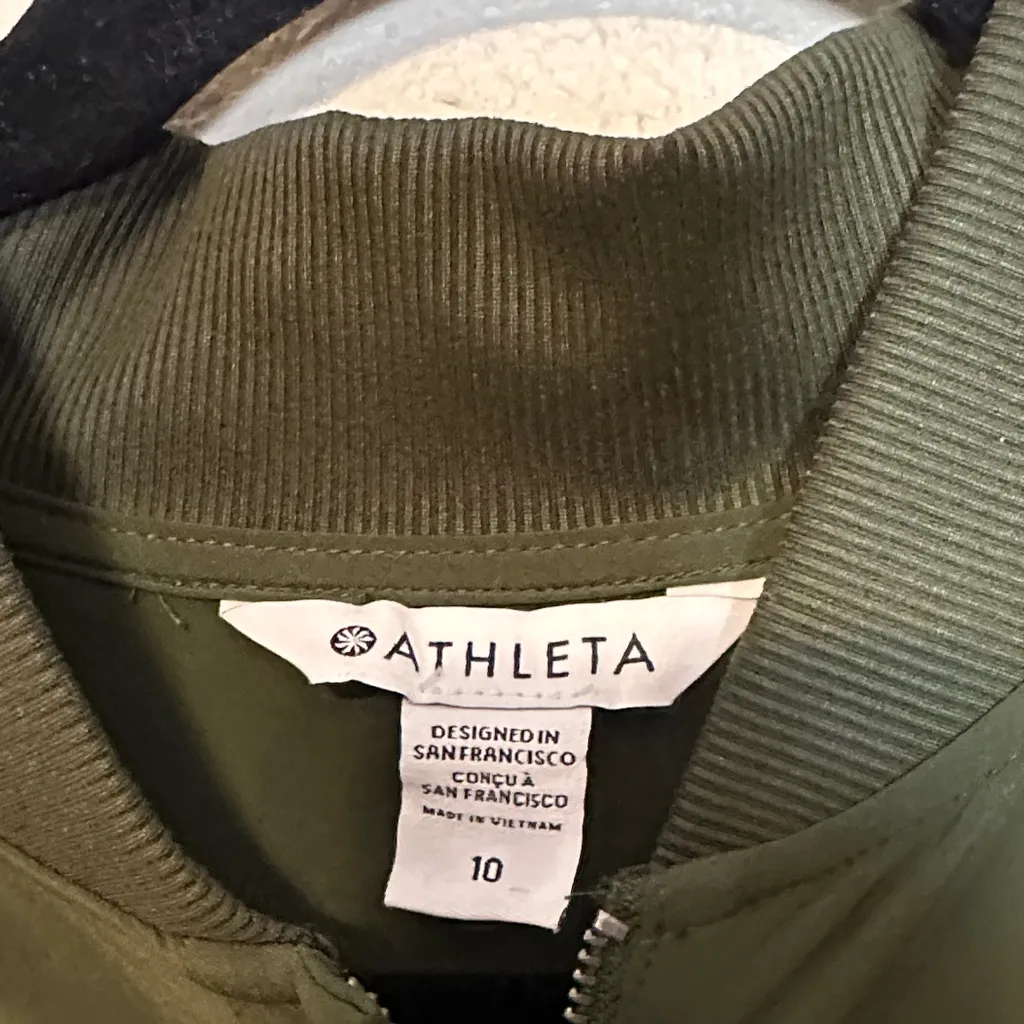 ATHLETA
DESIGNED IN
SAN FRANCISCO
CONÇU À
SAN FRANCISCO
MADE IN VIETNAM
10